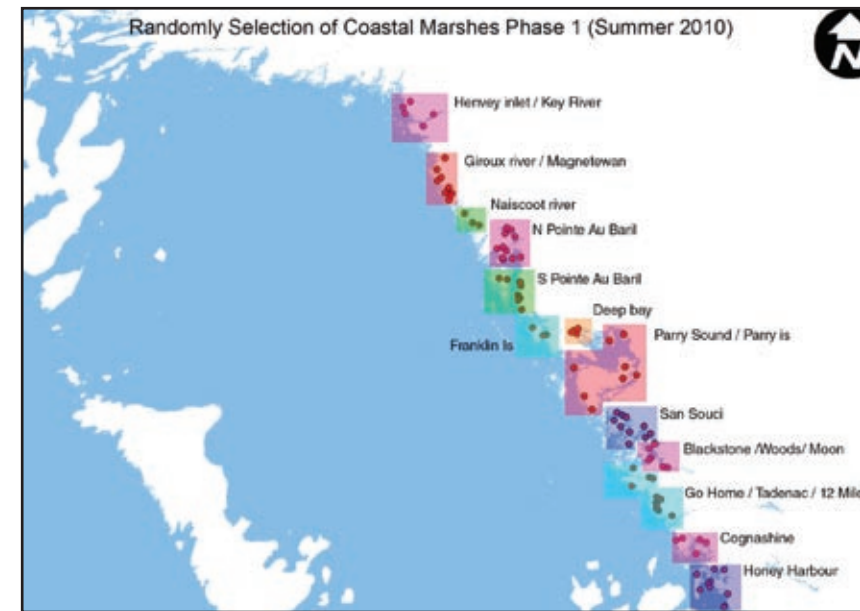 Randomly Selection of Coastal Marshes Phase 1 (Summer 2010)
N
Henvey inlet / Key River
Giroux river / Magnetewan
Naiscoot river
N Pointe Au Baril
S Pointe Au Baril
Deep bay
Franklin Is
Parry Sound / Parry is
San Souci
Blackstone /Woods/ Moon
Go Home / Tadenac / 12 Mile
Cognashine
Honey Harbour